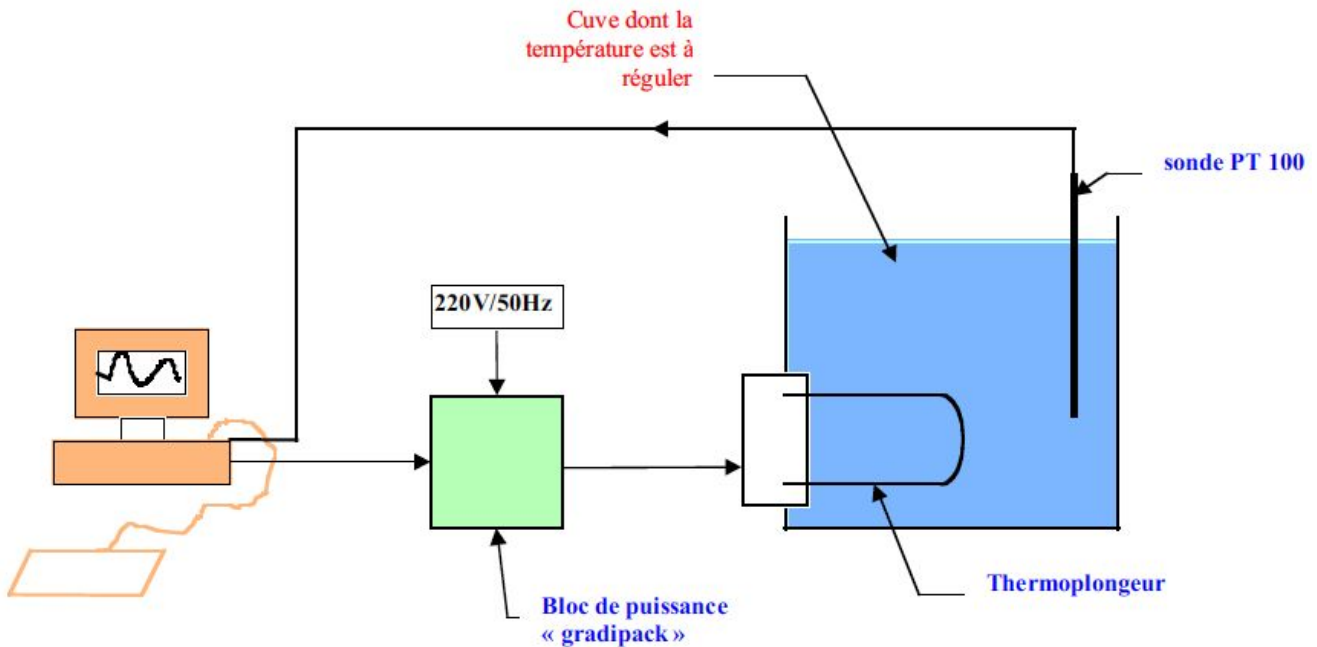 Cuve dont la
température est à
réguler
sonde PT 100
220V/50Hz
Thermoplongeur
Bloc de puissance
« gradipack »